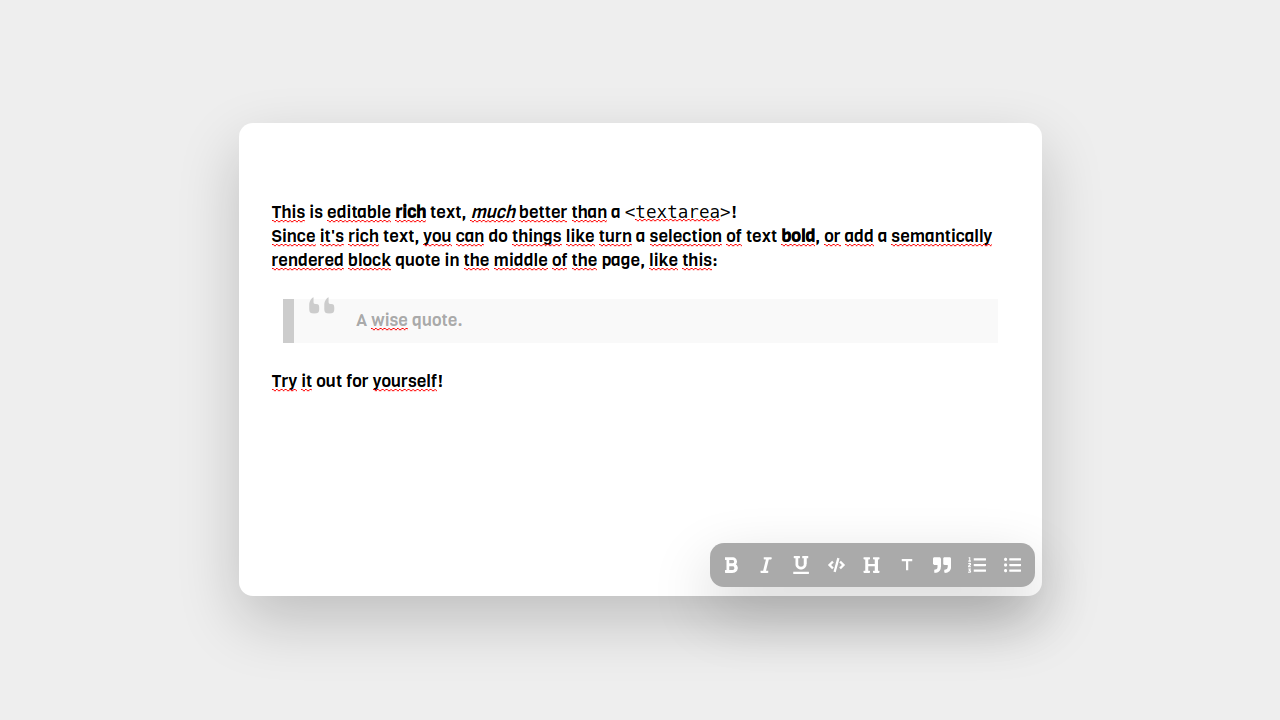 This is editable rich text, much better than a <textarea>!
Since it's rich text, you can do things like turn a selection of text bold, or add a semantically
rendered block quote in the middle of the page, like this:
A wise quote.
Try it out for yourself!
B I U </> H T